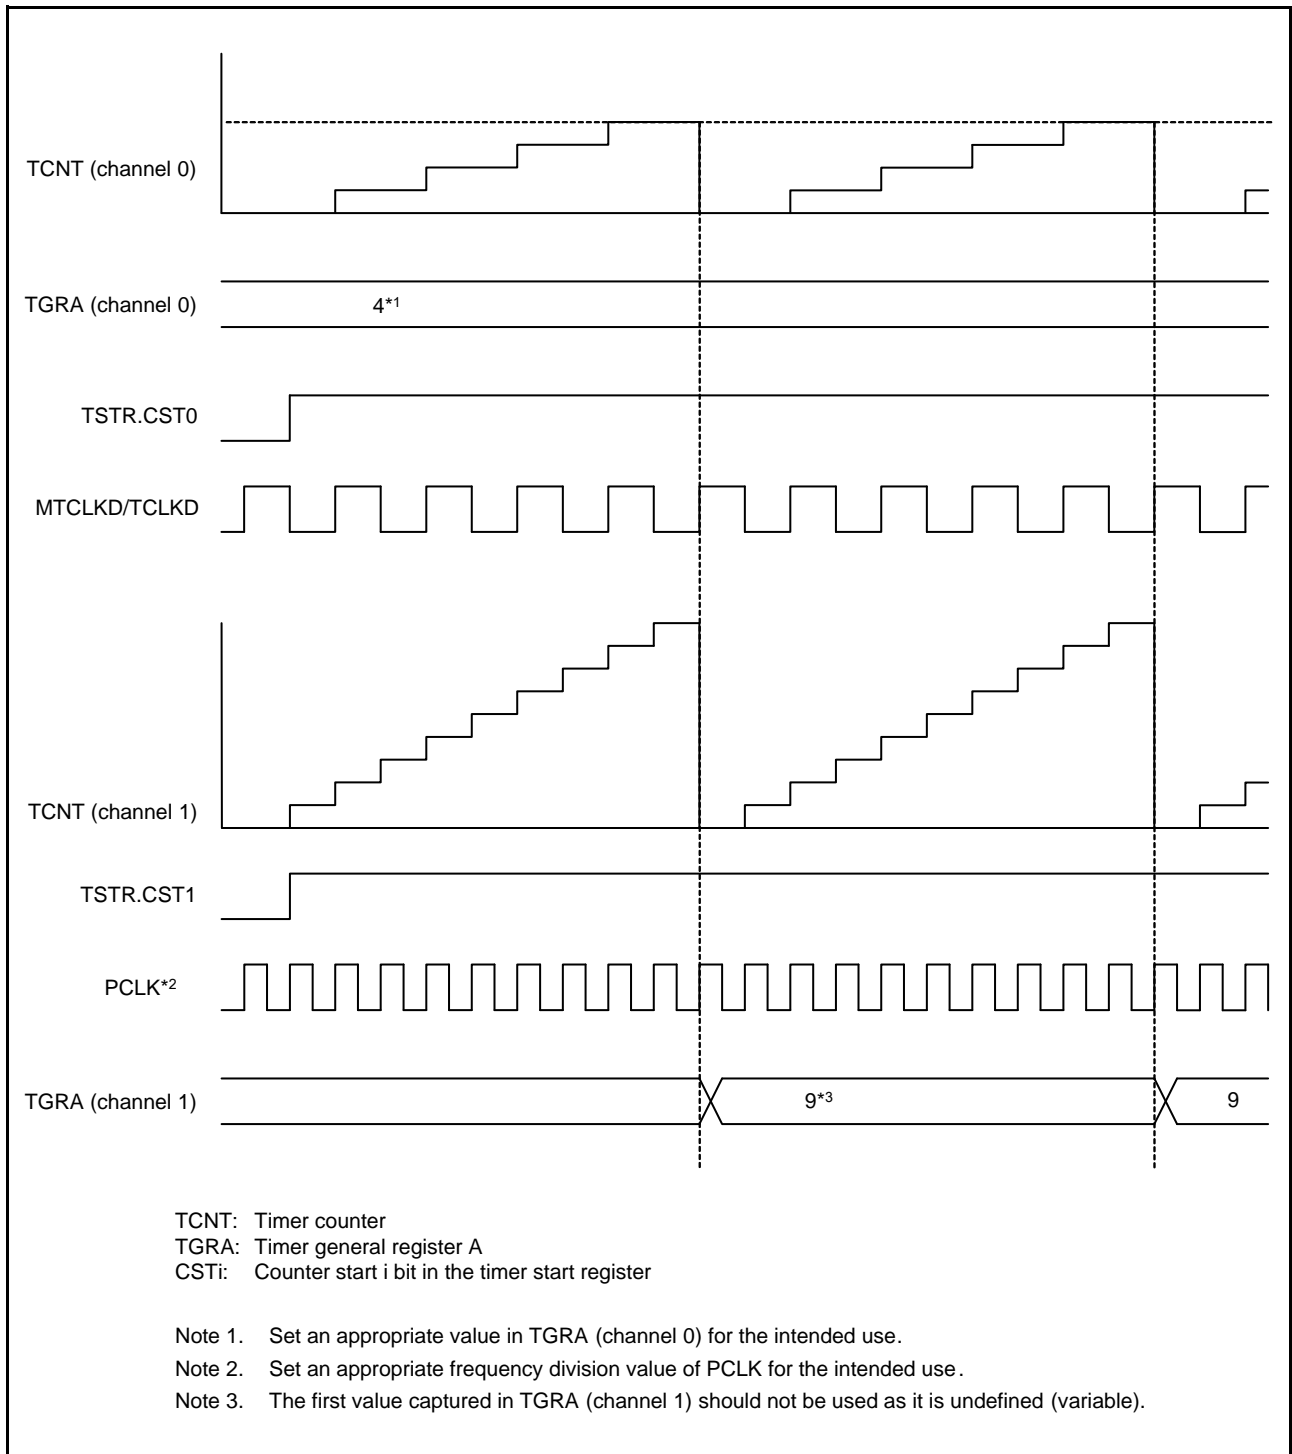 TCNT (channel 0)
TGRA (channel 0)
4*1
TSTR.CST0
MTCLKD/TCLKD
TCNT (channel 1)
TSTR.CST1
PCLK*2
TGRA (channel 1)
9*3
9
TCNT: Timer counter
TGRA: Timer general register A
CSTi: Counter start i bit in the timer start register
Note 1. Set an appropriate value in TGRA (channel 0) for the intended use.
Note 2. Set an appropriate frequency division value of PCLK for the intended use.
Note 3. The first value captured in TGRA (channel 1) should not be used as it is undefined (variable).